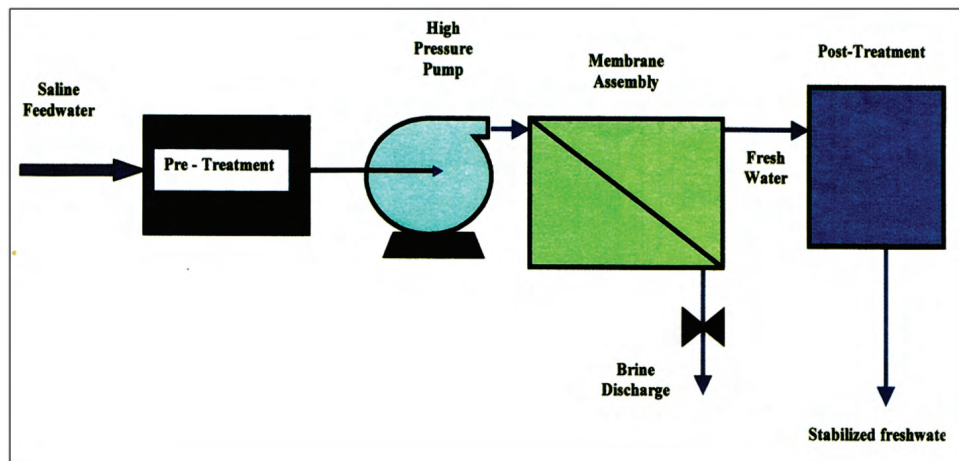 Saline
Feedwater
Pre - Treatment
High
Pressure
Pump
Membrane
Assembly
Fresh
Water
Post-Treatment
Brine
Discharge
Stabilized freshwate